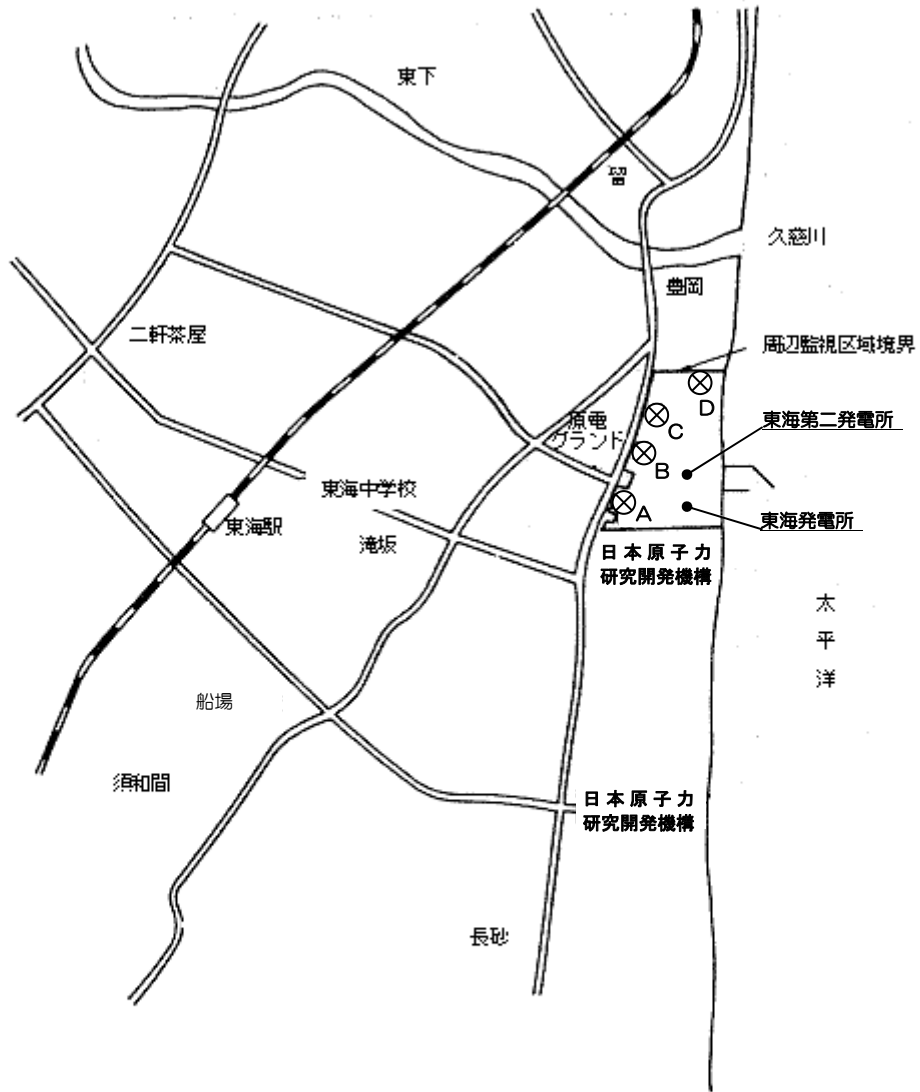 東下
留
久慈川
豊岡
二軒茶屋
周辺監視区域境界
D
C
原電
グランド
東海第二発電所
B
東海中学校
A
東海発電所
東海駅
滝坂
日本原子力
研究開発機構
太
平
洋
船場
須和間
日本原子力
研究開発機構
長砂